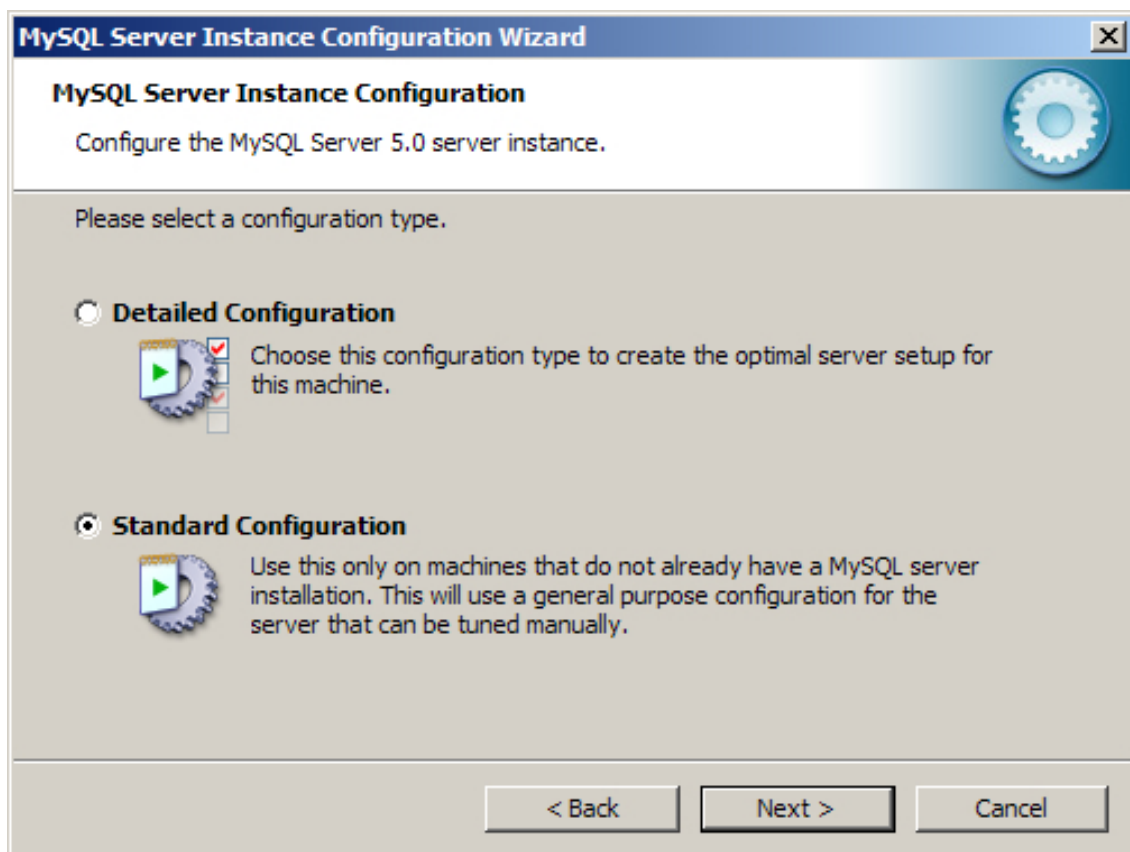 MySQL Server Instance Configuration Wizard
MySQL Server Instance Configuration
Configure the MySQL Server 5.0 server instance.
Please select a configuration type.
Detailed Configuration
Choose this configuration type to create the optimal server setup for
this machine.
Standard Configuration
Use this only on machines that do not already have a MySQL server
installation. This will use a general purpose configuration for the
server that can be tuned manually.
< Back
Next >
Cancel